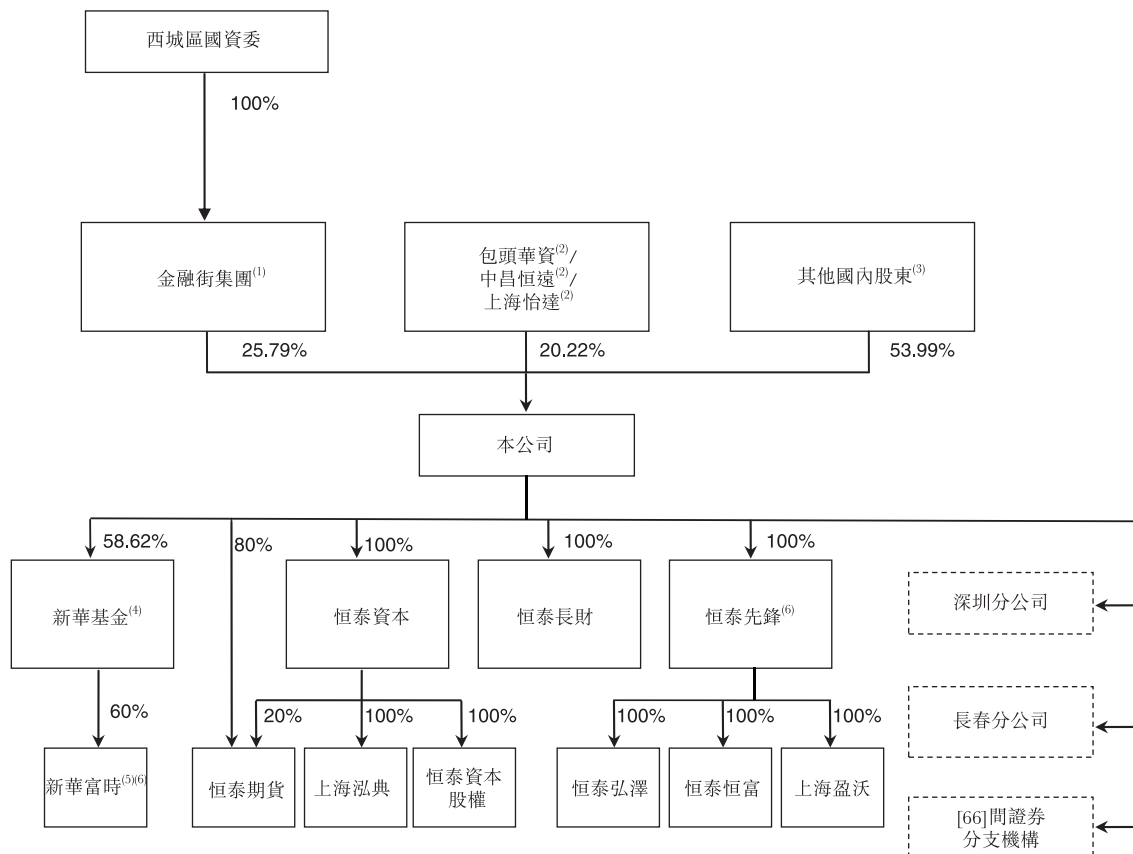 西城區國資委
100%
金融街集團(1)
包頭華資(2)/
中昌恒遠(2)/
上海怡達(2)
其他國內股東(3)
25.79%
20.22%
53.99%
本公司
58.62%
80%
100%
100%
100%
新華基金(4)
恒泰資本
恒泰長財
恒泰先鋒(6)
深圳分公司
60%
20%
100%
100%
100%
100%
100%
長春分公司
新華富時(5)(6)
恒泰期貨
上海泓典
恒泰資本
股權
恒泰弘澤
恒泰恒富
上海盈沃
[66]間證券
分支機構